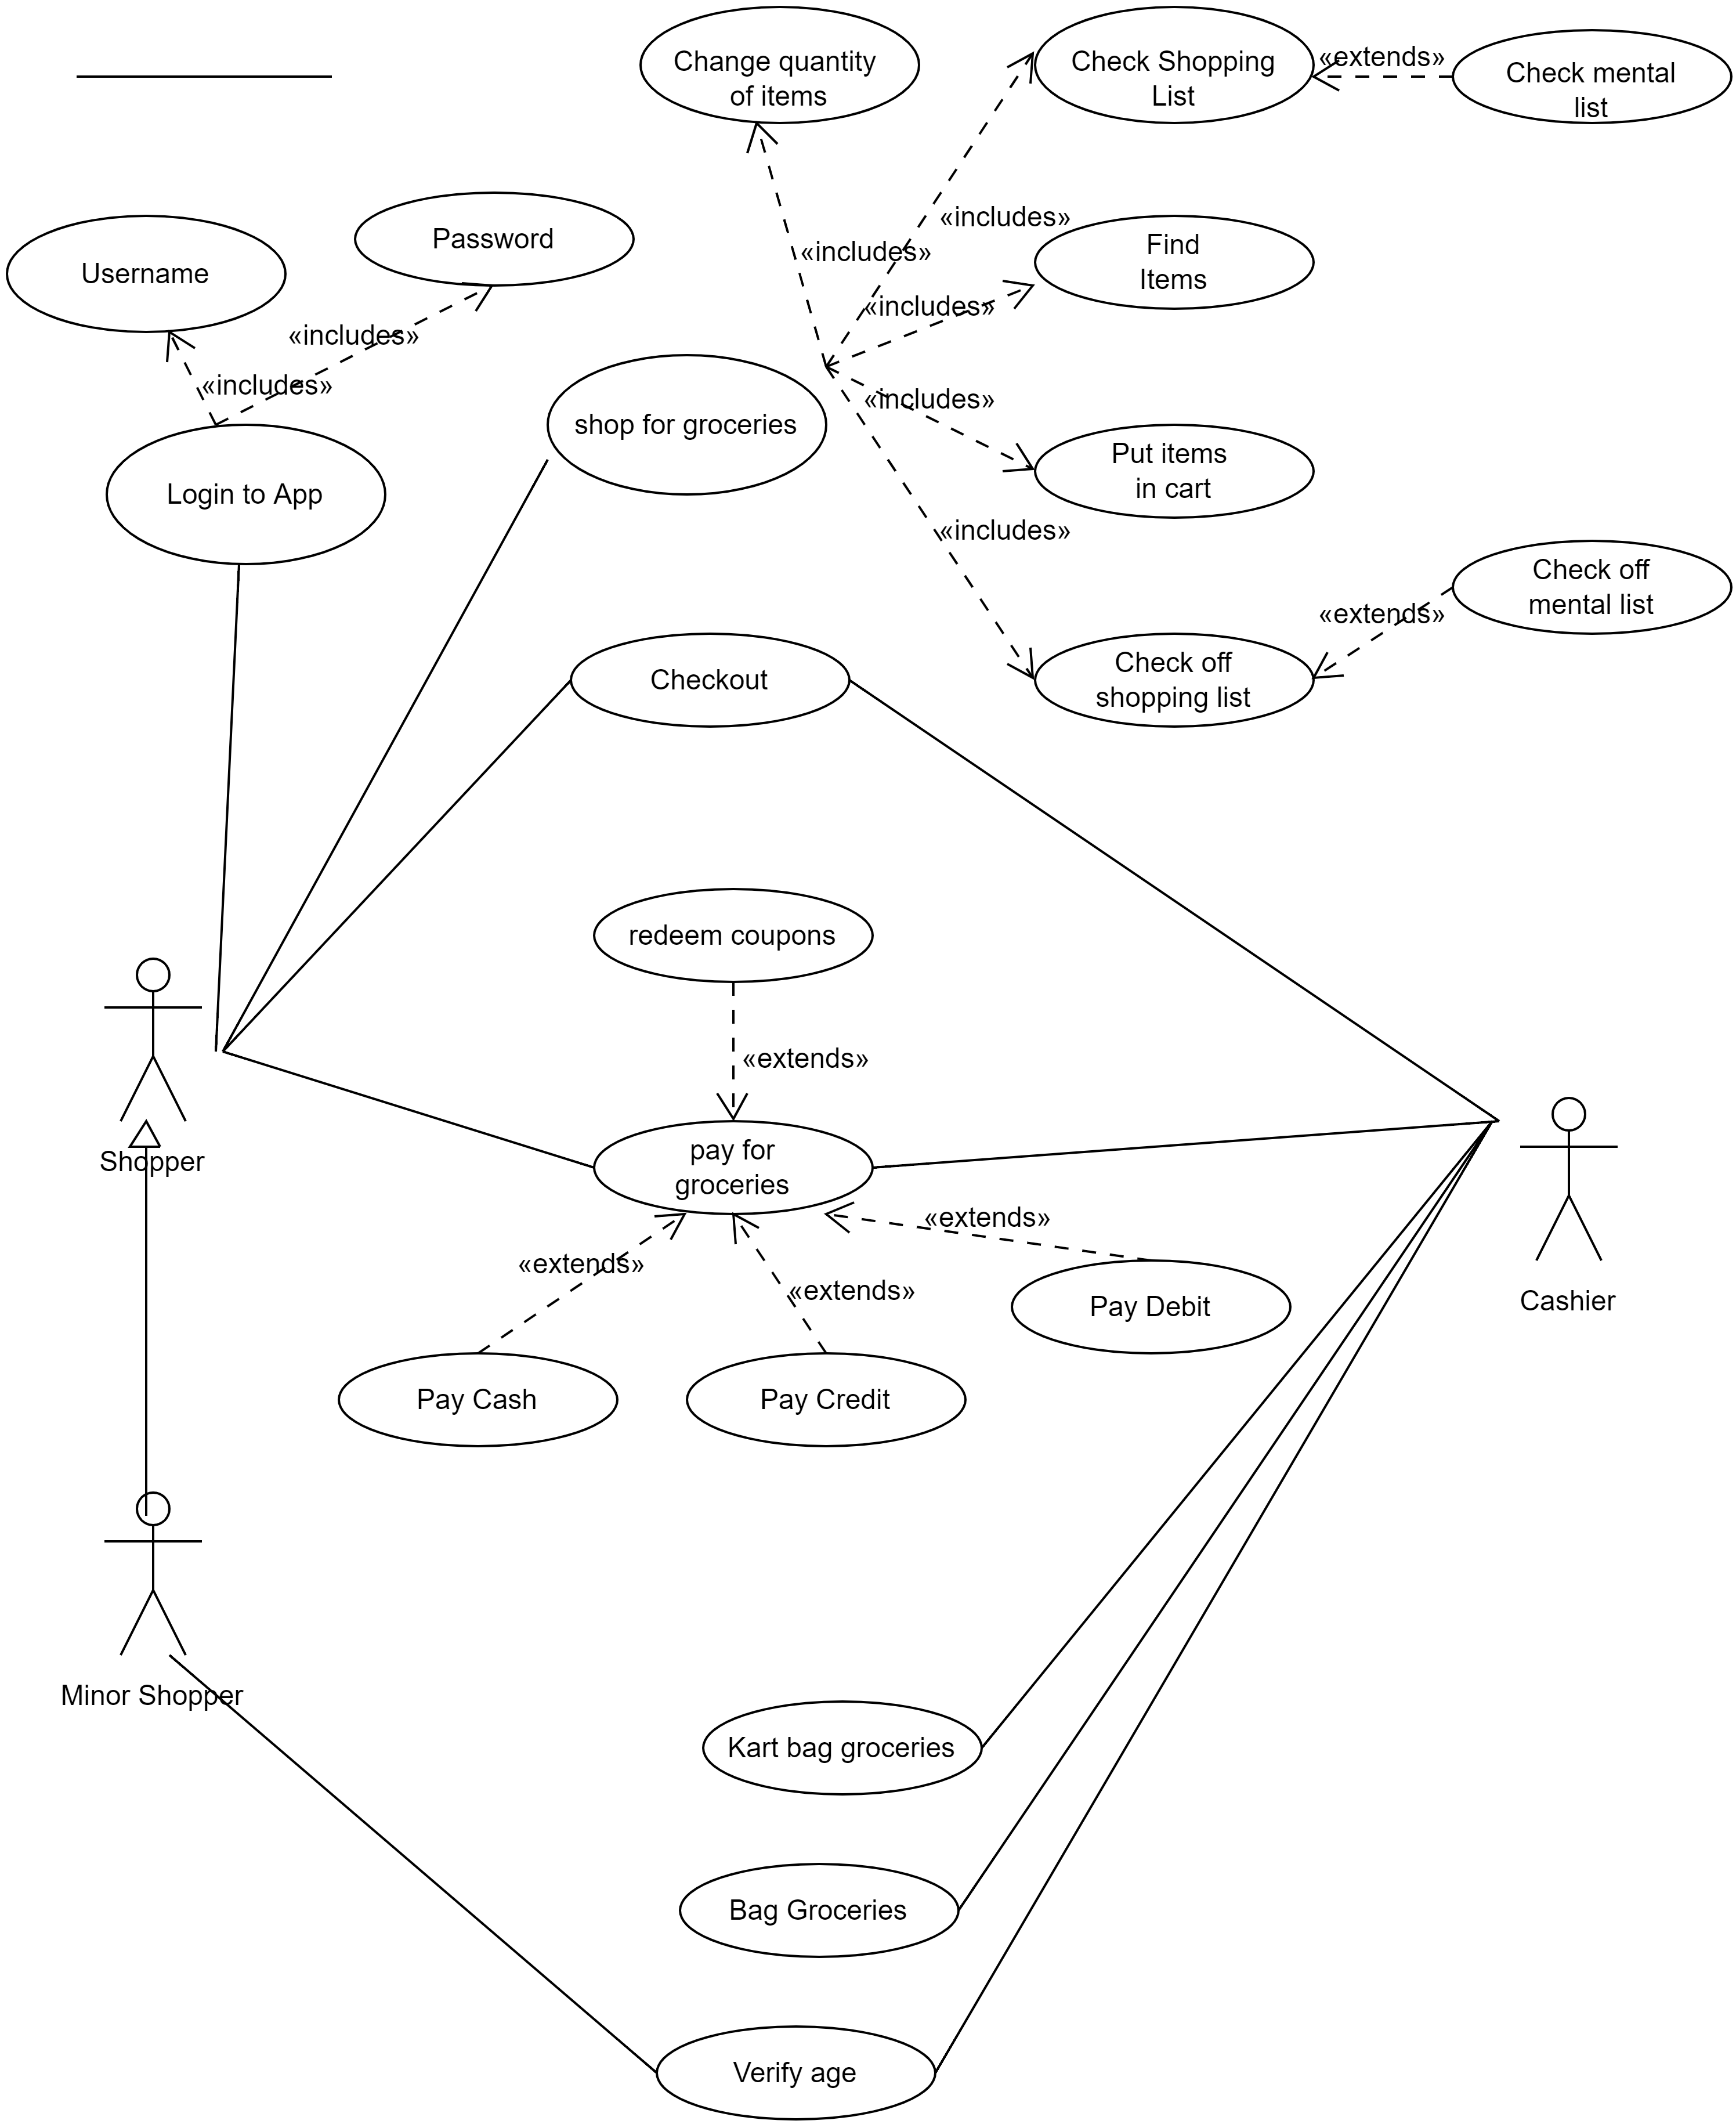 Change quantity
of items
Check Shopping
List
«extends»
Check mental
list
Username
Password
«includes»
«includes»
Find
Items
«includes»
«includes»
«includes»
«includes»
«includes»
Login to App
shop for groceries
Put items
in cart
Check off
mental list
«extends»
Checkout
Check off
shopping list
redeem coupons
«extends»
Shopper
pay for
groceries
«extends»
«extends»
«extends»
Pay Debit
Cashier
Pay Cash
Pay Credit
Minor Shopper
Kart bag groceries
Bag Groceries
Verify age